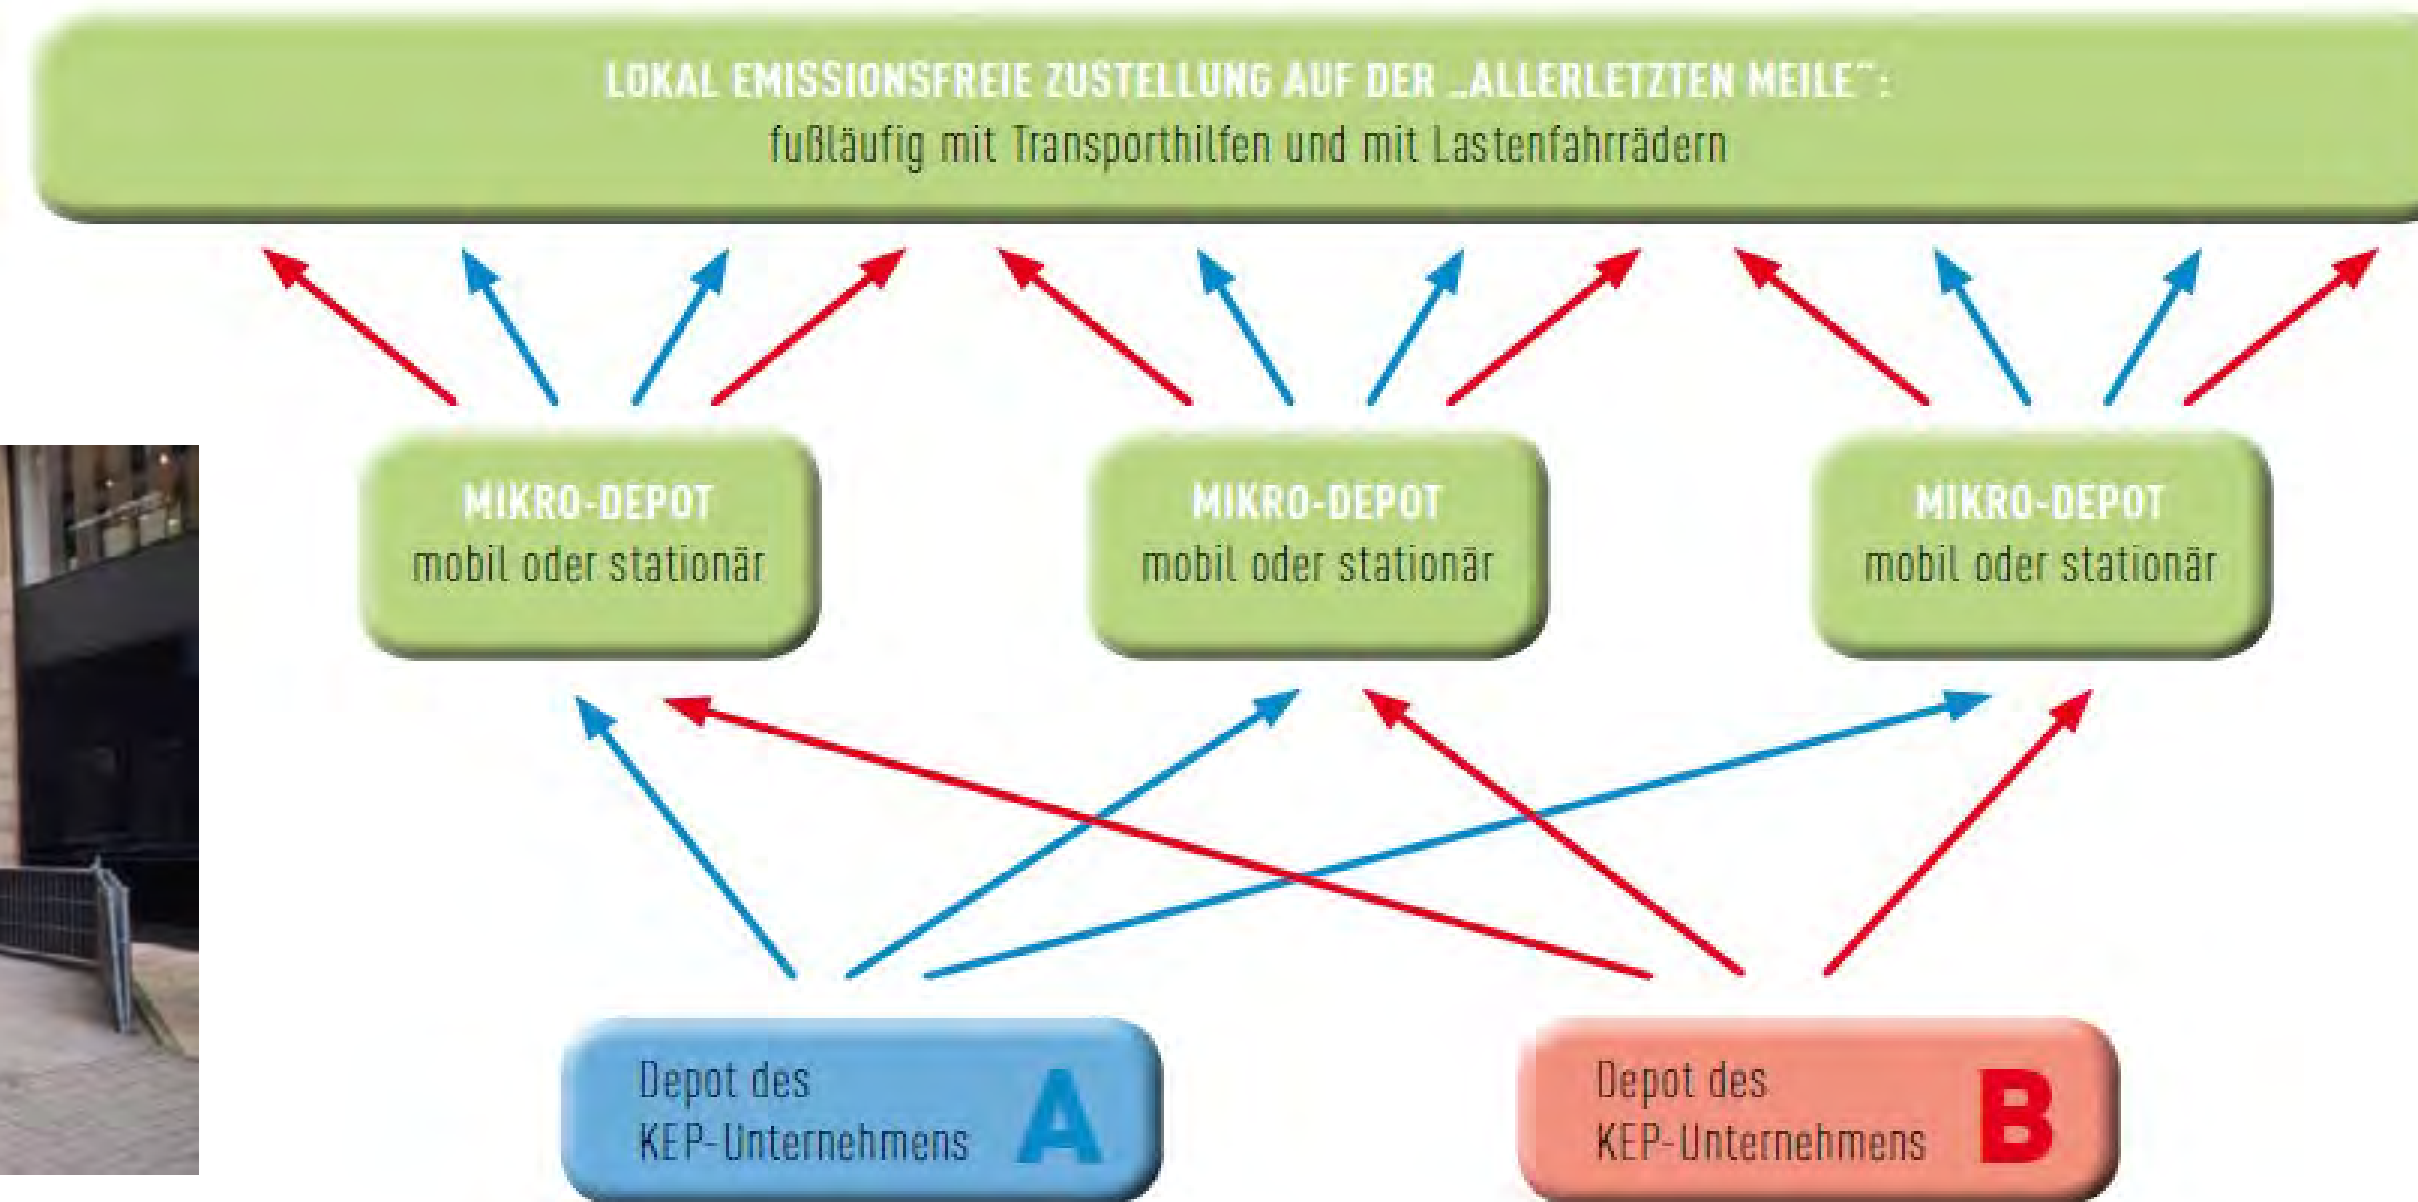 LOKAL EMISSIONSFREIE ZUSTELLUNG AUF DER „ALLERLETZTEN MEILE“:
fußläufig mit Transporthilfen und mit Lastenfahrrädern
MIKRO-DEPOT
mobil oder stationär
MIKRO-DEPOT
mobil oder stationär
MIKRO-DEPOT
mobil oder stationär
Depot des
KEP-Unternehmens
A
Depot des
KEP-Unternehmens
B